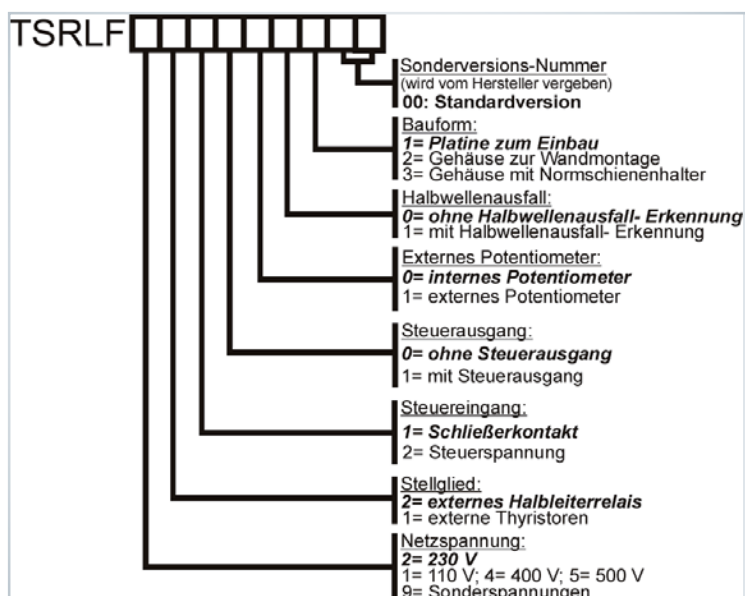 TSRLF
Sonderversions-Nummer
(wird vom Hersteller vergeben)
00: Standardversion
Bauform:
1= Platine zum Einbau
2= Gehäuse zur Wandmontage
3= Gehäuse mit Normschienenhalter
Halbwellenausfall:
0= ohne Halbwellenausfall- Erkennung
1= mit Halbwellenausfall- Erkennung
Externes Potentiometer:
0= internes Potentiometer
1= externes Potentiometer
Steuerausgang:
0= ohne Steuerausgang
1= mit Steuerausgang
Steuereingang:
1= Schließerkontakt
2= Steuerspannung
Stellglied:
2= externes Halbleiterrelais
1= externe Thyristoren
Netzspannung:
2= 230 V
1= 110 V; 4= 400 V; 5= 500 V
9= Sonderspannungen